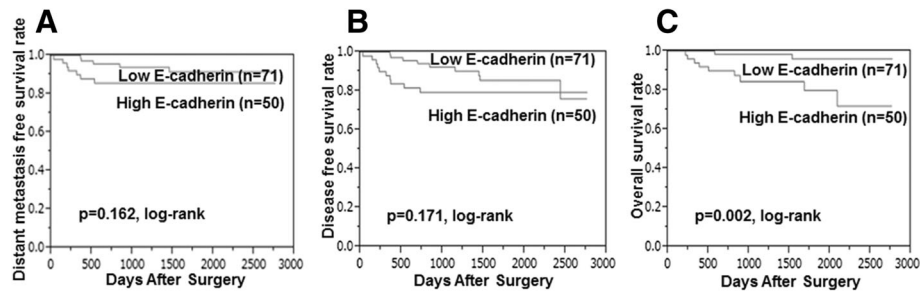 A
Distant metastasis free survival rate
1.0
0.8
0.6
0.4
0.2
0.0
Low E-cadherin (n=71)
High E-cadherin (n=50)
p=0.162, log-rank
0 500 1000 1500 2000 2500 3000
Days After Surgery
B
Disease free survival rate
1.0
0.8
0.6
0.4
0.2
0.0
Low E-cadherin (n=71)
High E-cadherin (n=50)
p=0.171, log-rank
0 500 1000 1500 2000 2500 3000
Days After Surgery
C
Overall survival rate
1.0
0.8
0.6
0.4
0.2
0.0
Low E-cadherin (n=71)
High E-cadherin (n=50)
p=0.002, log-rank
0 500 1000 1500 2000 2500 3000
Days After Surgery